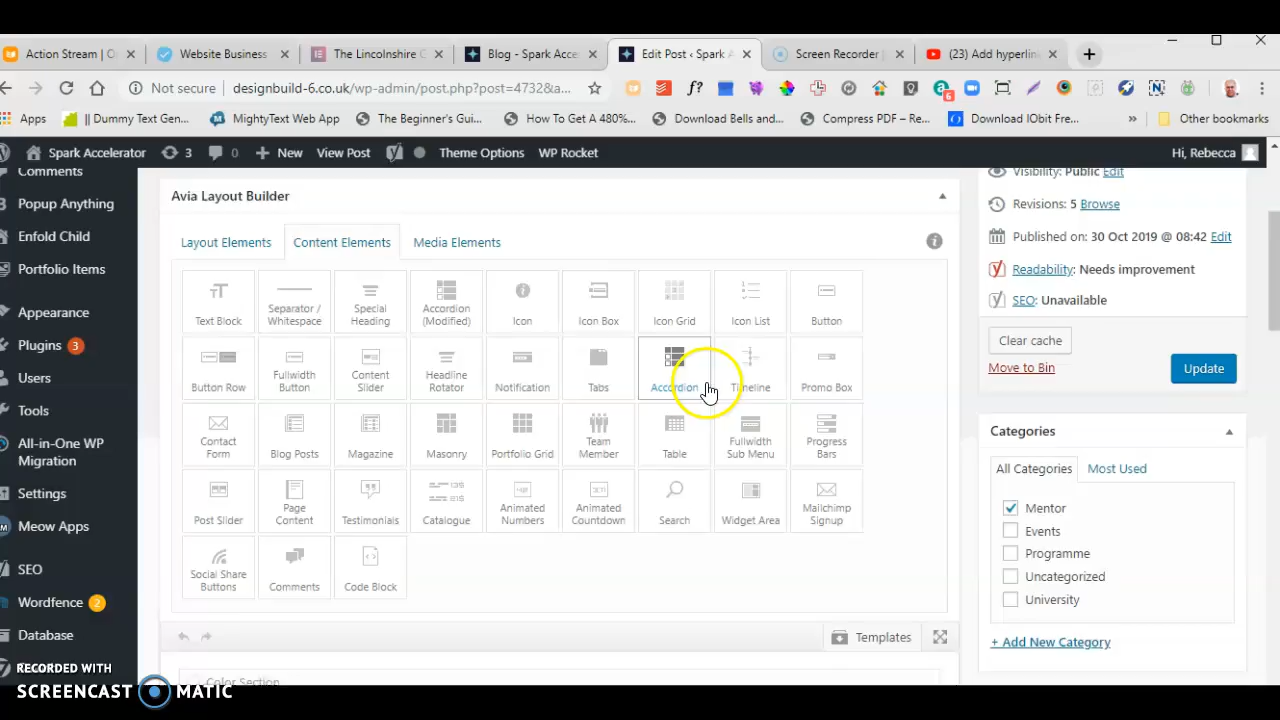 Action Stream | O
Website Business
The Lincolnshire C
Blog - Spark Acce
Edit Post ‹ Spark A
Screen Recorder |
(23) Add hyperlin
Not secure | designbuild-6.co.uk/wp-admin/post.php?post=4732&a...
f?
6
Apps
|| Dummy Text Gen...
MightyText Web App
The Beginner's Gui...
How To Get A 480%...
Download Bells and...
Compress PDF – Re...
Download IObit Fre...
»
Other bookmarks
Spark Accelerator
3
0
New
View Post
Theme Options
WP Rocket
Hi, Rebecca
Comments
Popup Anything
Enfold Child
Portfolio Items
Appearance
Plugins 3
Users
Tools
All-in-One WP
Migration
Settings
Meow Apps
SEO
Wordfence 2
Database
Avia Layout Builder
Layout Elements
Content Elements
Media Elements
Text Block
Separator /
Whitespace
Special
Heading
Accordion
(Modified)
Icon
Icon Box
Icon Grid
Icon List
Button
Button Row
Fullwidth
Button
Content
Slider
Headline
Rotator
Notification
Tabs
Accordion
Timeline
Promo Box
Contact
Form
Blog Posts
Magazine
Masonry
Portfolio Grid
Team
Member
Table
Fullwidth
Sub Menu
Progress
Bars
Post Slider
Page
Content
Testimonials
Catalogue
Animated
Numbers
Animated
Countdown
Search
Widget Area
Mailchimp
Signup
Social Share
Buttons
Comments
Code Block
Templates
Color Section
Visibility: Public Edit
Revisions: 5 Browse
Published on: 30 Oct 2019 @ 08:42 Edit
Readability: Needs improvement
SEO: Unavailable
Clear cache
Move to Bin
Update
Categories
All Categories
Most Used
Mentor
Events
Programme
Uncategorized
University
+ Add New Category
RECORDED WITH
SCREENCAST MATIC